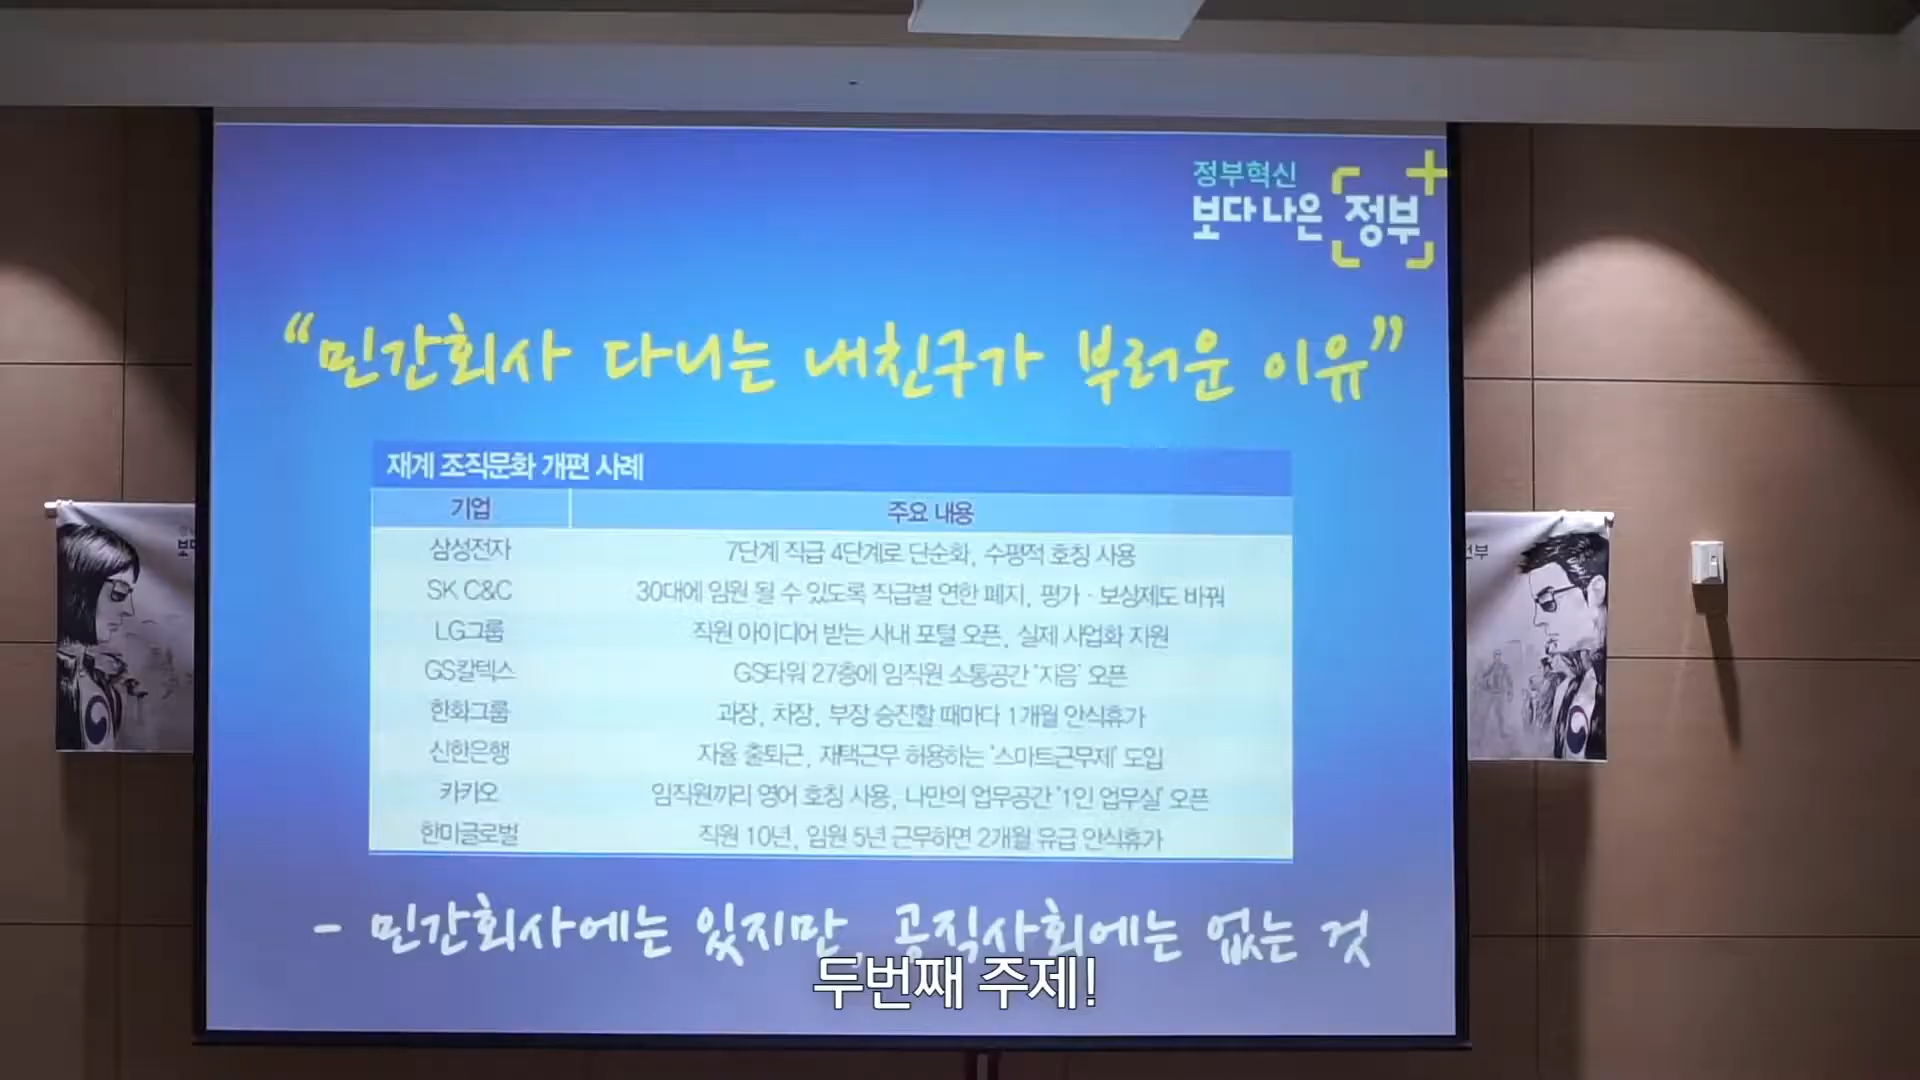 정부혁신
보다 나은 정부
“민간회사 다니는 내친구가 부러운 이유”
재계 조직문화 개편 사례
기업 주요 내용
삼성전자 7단계 직급 4단계로 단순화, 수평적 호칭 사용
SK C&C 30대에 임원 될 수 있도록 직급별 연한 폐지, 평가·보상제도 바꿔
LG그룹 직원 아이디어 받는 사내 포털 오픈, 실제 사업화 지원
GS칼텍스 GS타워 27층에 임직원 소통공간 '지음' 오픈
한화그룹 과장, 차장, 부장 승진할 때마다 1개월 안식휴가
신한은행 자율 출퇴근, 재택근무 허용하는 '스마트근무제' 도입
카카오 임직원끼리 영어 호칭 사용, 나만의 업무공간 '1인 업무실' 오픈
한미글로벌 직원 10년, 임원 5년 근무하면 2개월 유급 안식휴가
- 민간회사에는 있지만, 공직사회에는 없는 것
두번째 주제!